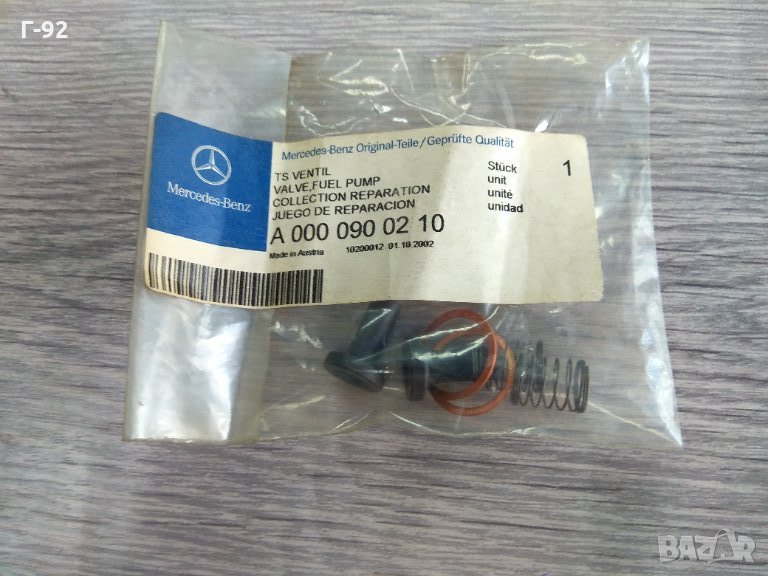 Г-92
Mercedes-Benz Original-Teile/Geprüfte Qualität
Mercedes-Benz
TS VENTIL
VALVE,FUEL PUMP
COLLECTION REPARATION
JUEGO DE REPARACION
Stück
unit
unité
unidad
1
A 000 090 02 10
Made in Austria 10200012 01.10.2002
BAZAR